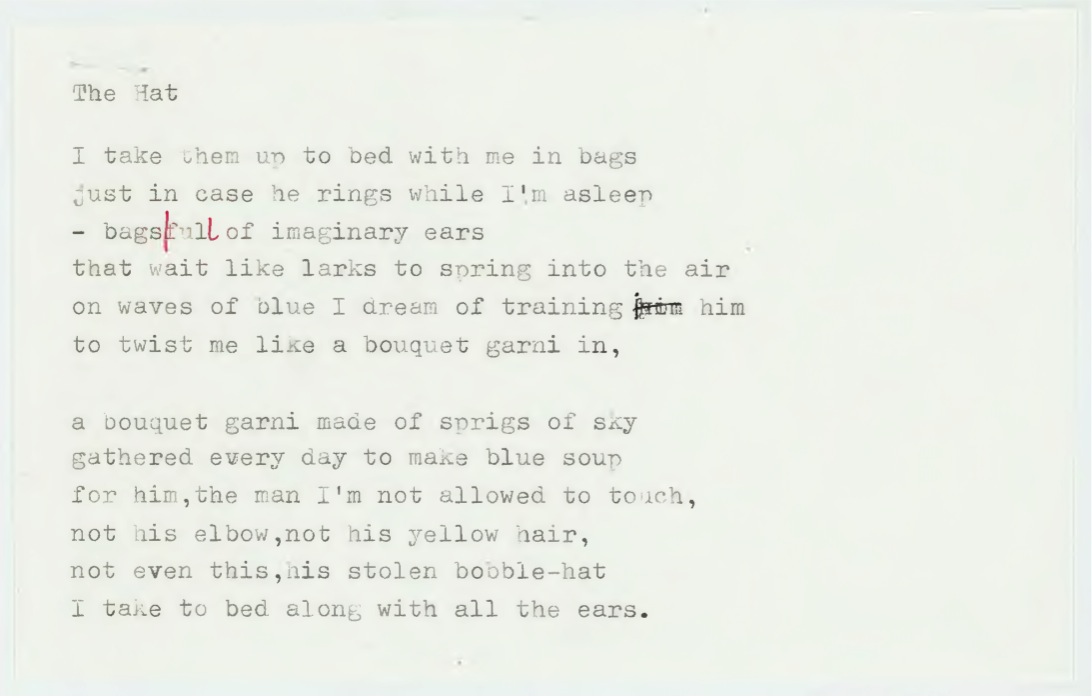 The Hat
I take them up to bed with me in bags
just in case he rings while I'm asleep
- bags full of imaginary ears
that wait like larks to spring into the air
on waves of blue I dream of training him
to twist me like a bouquet garni in,
a bouquet garni made of sprigs of sky
gathered every day to make blue soup
for him,the man I'm not allowed to touch,
not his elbow,not his yellow hair,
not even this,his stolen bobble-hat
I take to bed along with all the ears.